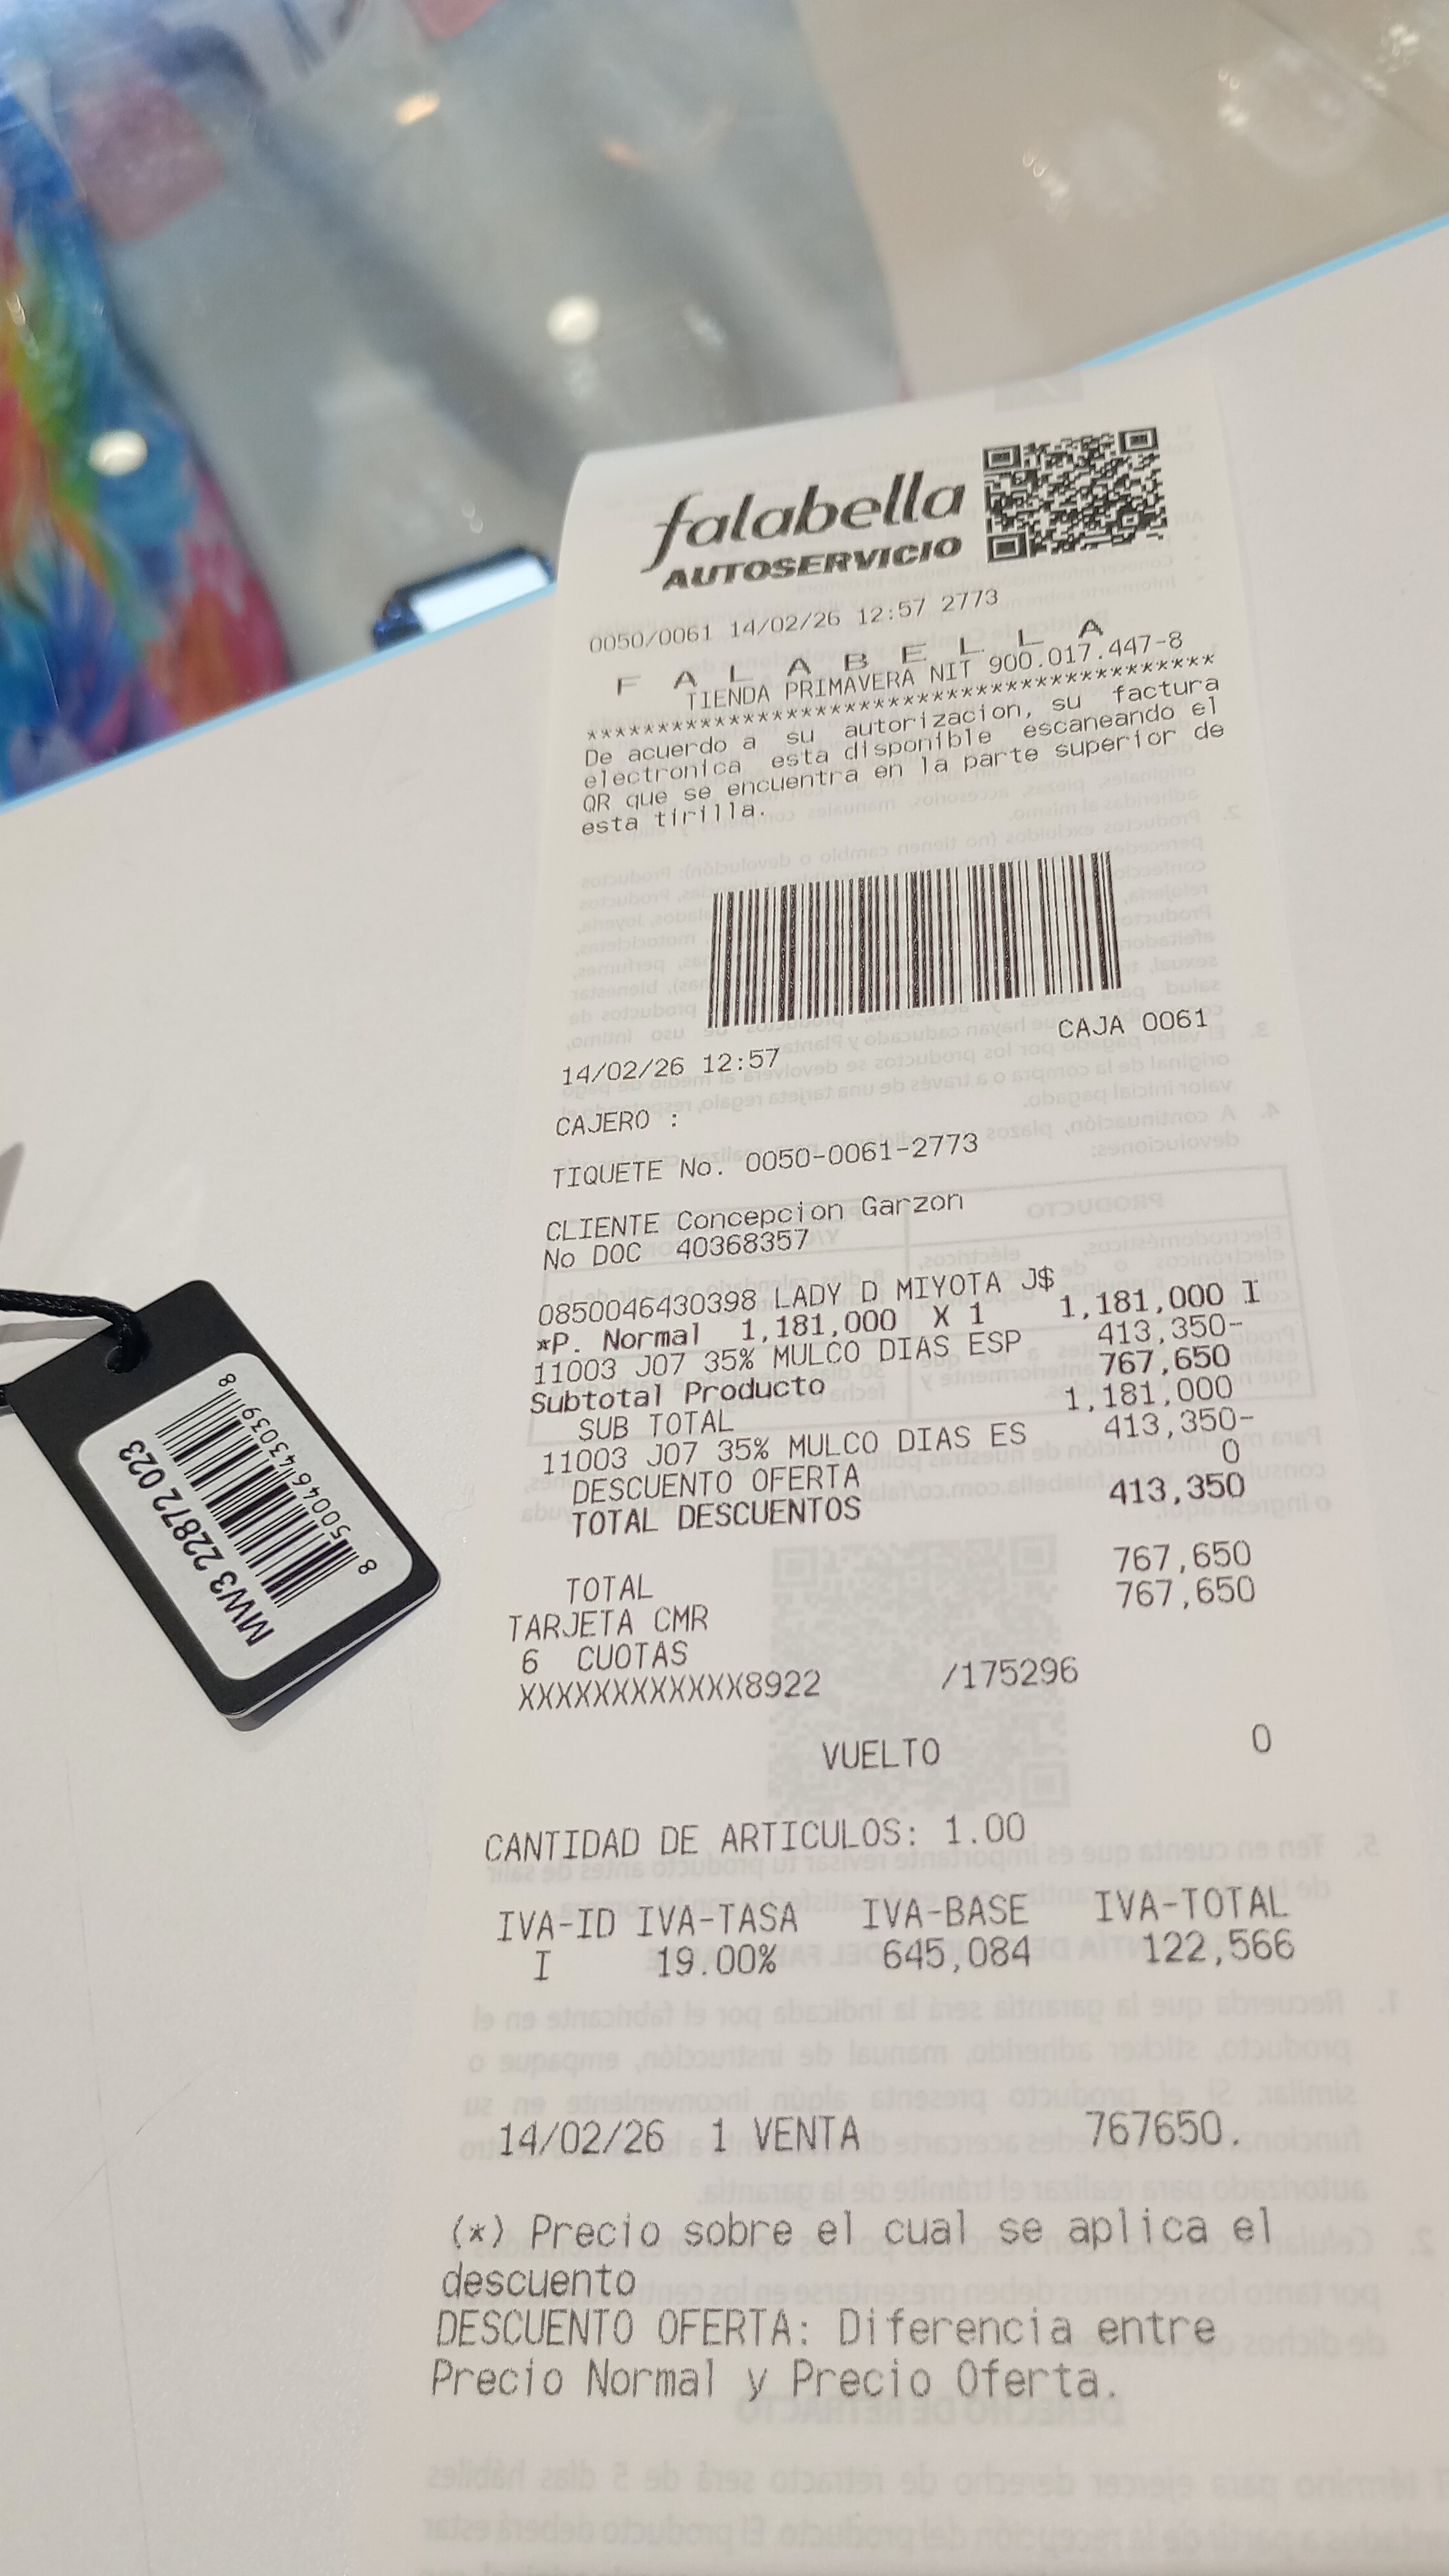 falabella
AUTOSERVICIO
0050/0061 14/02/26 12:57 2773
F A L A B E L L A
TIENDA PRIMAVERA NIT 900.017.447-8
****************************************
De acuerdo a su autorizacion, su factura
electronica esta disponible escaneando el
QR que se encuentra en la parte superior de
esta tirilla.
CAJA 0061
14/02/26 12:57
CAJERO :
TIQUETE No. 0050-0061-2773
CLIENTE Concepcion Garzon
No DOC 40368357
0850046430398 LADY D MIYOTA J$
*P. Normal 1,181,000 X 1 1,181,000 I
11003 J07 35% MULCO DIAS ESP 413,350-
Subtotal Producto 767,650
SUB TOTAL 1,181,000
11003 J07 35% MULCO DIAS ES 413,350-
DESCUENTO OFERTA 0
TOTAL DESCUENTOS 413,350
TOTAL 767,650
TARJETA CMR 767,650
6 CUOTAS
XXXXXXXXXXXX8922 /175296
VUELTO 0
CANTIDAD DE ARTICULOS: 1.00
IVA-ID IVA-TASA IVA-BASE IVA-TOTAL
I 19.00% 645,084 122,566
14/02/26 1 VENTA 767650.
(*) Precio sobre el cual se aplica el
descuento
DESCUENTO OFERTA: Diferencia entre
Precio Normal y Precio Oferta.
MW3 22872 023
8 50046 43039 8